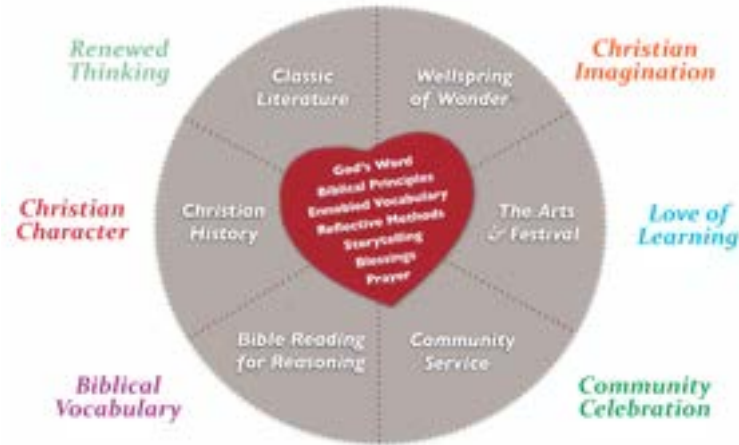 Renewed
Thinking
Christian
Imagination
Classic
Literature
Wellspring
of Wonder
God's Word
Biblical Principles
Ennobled Vocabulary
Reflective Methods
Storytelling
Blessings
Prayer
Christian
Character
Christian
History
The Arts
& Festival
Love of
Learning
Bible Reading
for Reasoning
Community
Service
Biblical
Vocabulary
Community
Celebration